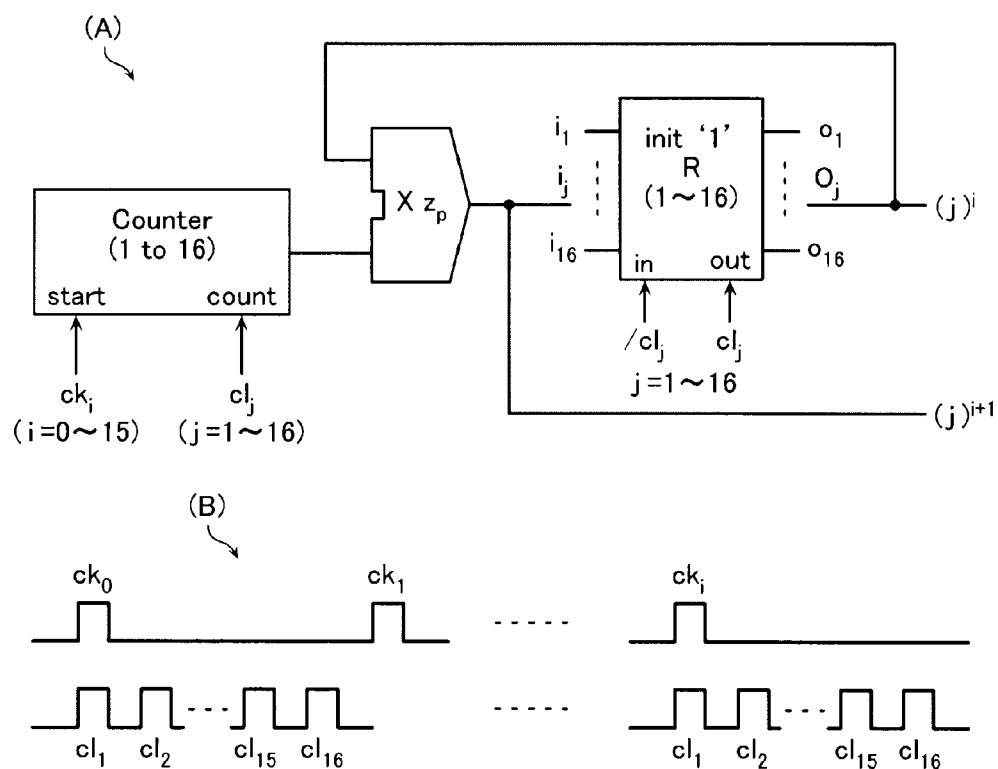 (A)
Counter
(1 to 16)
start count
ck_i
(i=0~15)
cl_j
(j=1~16)
X z_p
i_1
i_j
i_16
init '1'
R
(1~16)
in out
o_1
O_j
o_16
/cl_j cl_j
j=1~16
(j)^i
(j)^{i+1}
(B)
ck_0 ck_1 ck_i
cl_1 cl_2 cl_15 cl_16 cl_1 cl_2 cl_15 cl_16